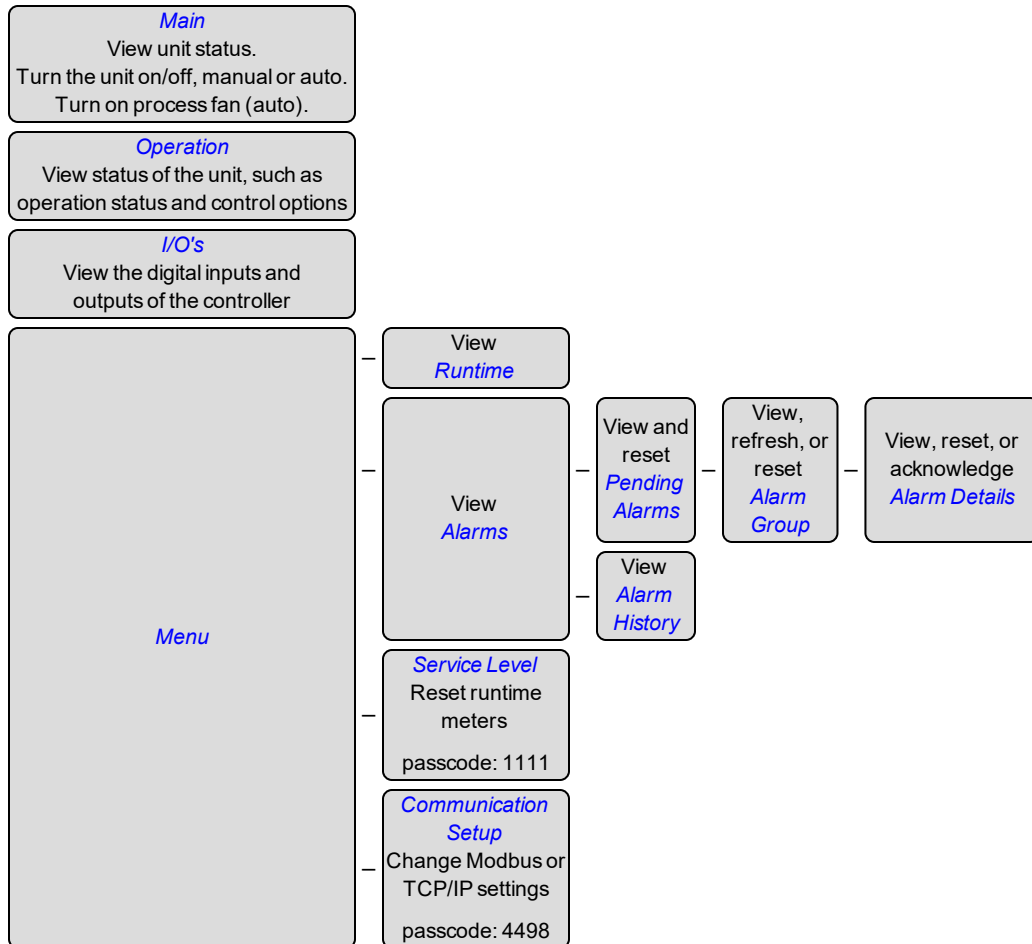 Main
View unit status.
Turn the unit on/off, manual or auto.
Turn on process fan (auto).
Operation
View status of the unit, such as
operation status and control options
I/O's
View the digital inputs and
outputs of the controller
Menu
–
View
Runtime
–
View
Alarms
–
View and
reset
Pending
Alarms
–
View,
refresh, or
reset
Alarm
Group
–
View, reset, or
acknowledge
Alarm Details
–
View
Alarm
History
–
Service Level
Reset runtime
meters
passcode: 1111
–
Communication
Setup
Change Modbus or
TCP/IP settings
passcode: 4498